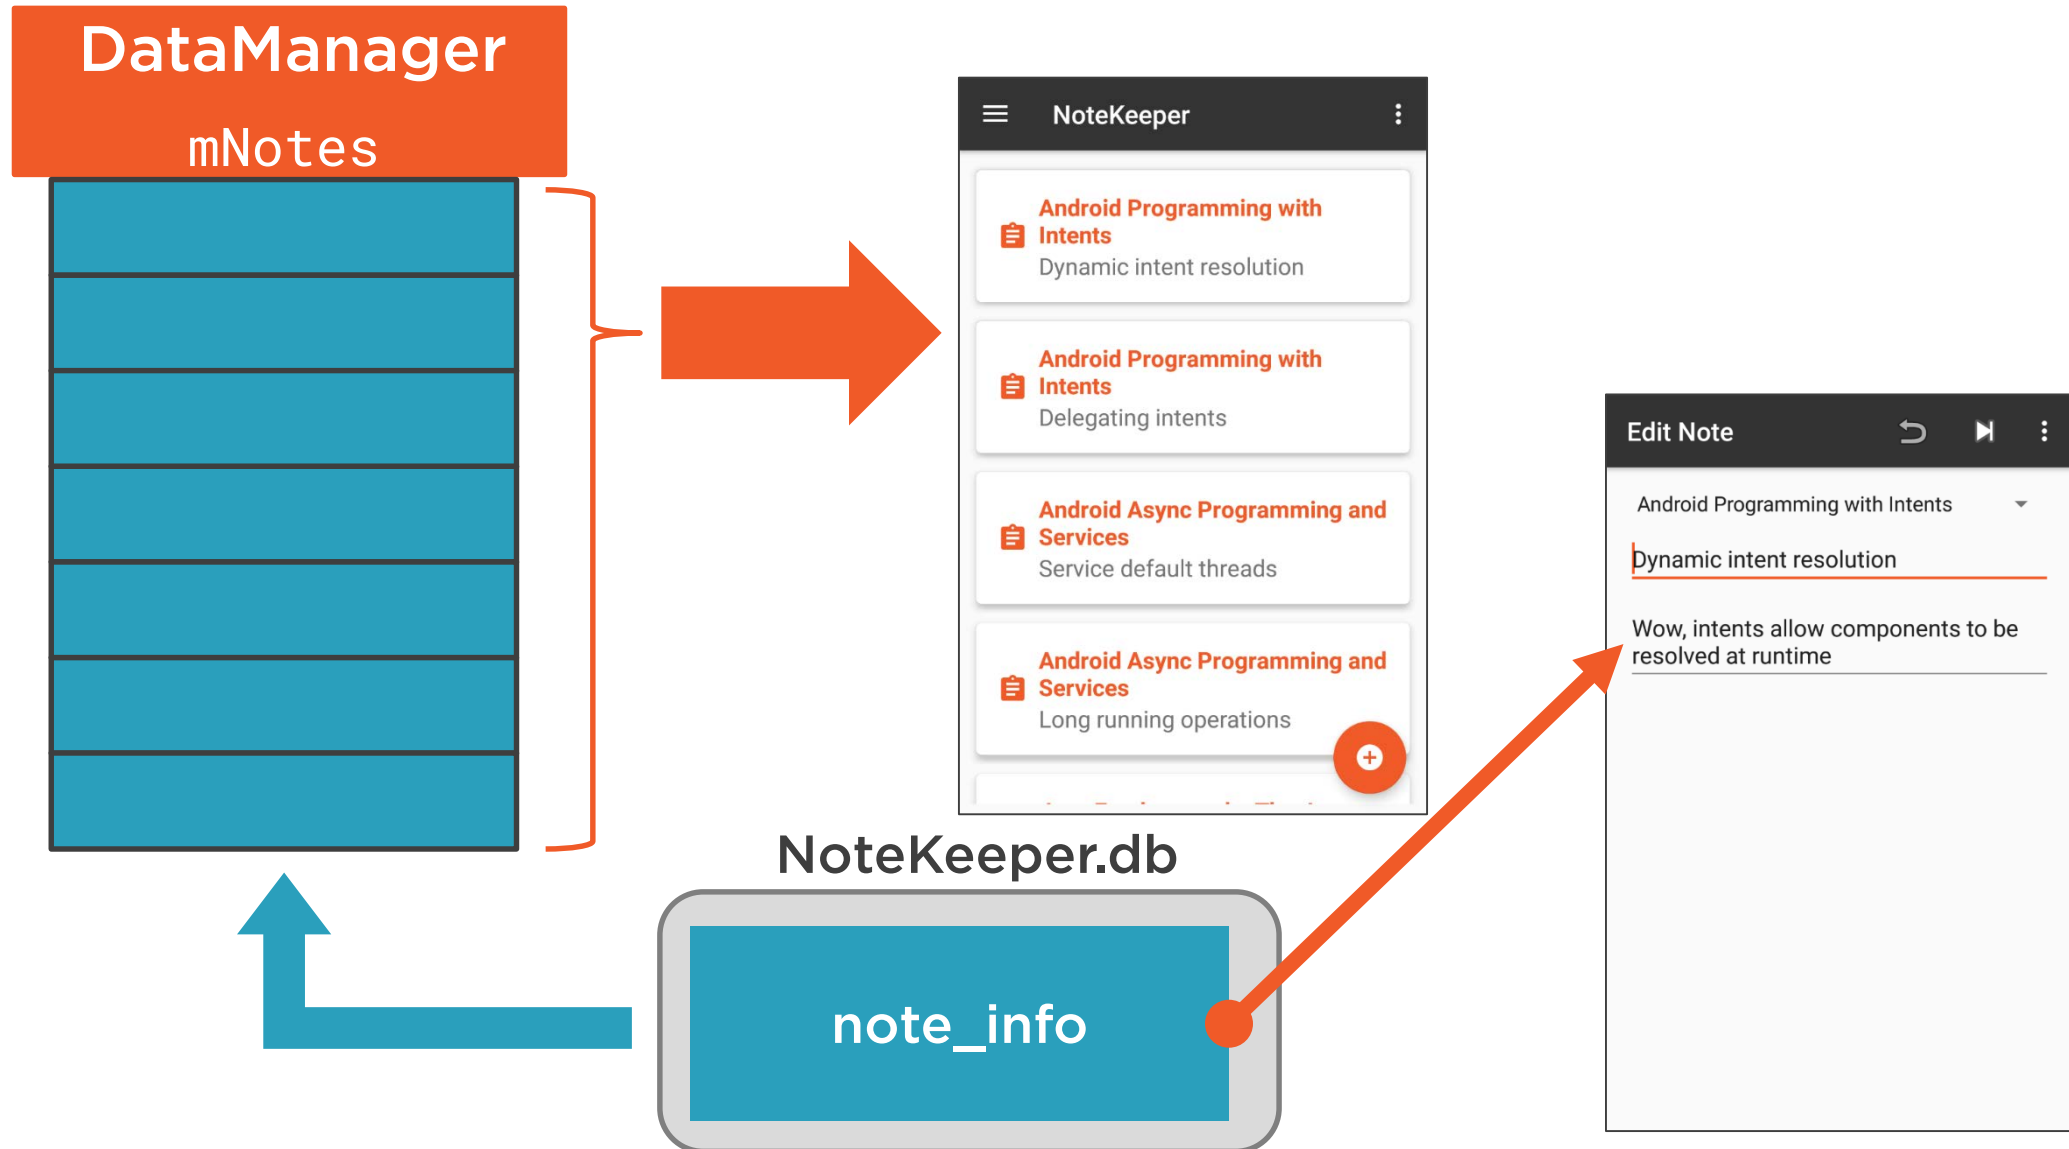 DataManager
mNotes
NoteKeeper
Android Programming with
Intents
Dynamic intent resolution
Android Programming with
Intents
Delegating intents
Android Async Programming and
Services
Service default threads
Android Async Programming and
Services
Long running operations
NoteKeeper.db
note_info
Edit Note
Android Programming with Intents
Dynamic intent resolution
Wow, intents allow components to be
resolved at runtime